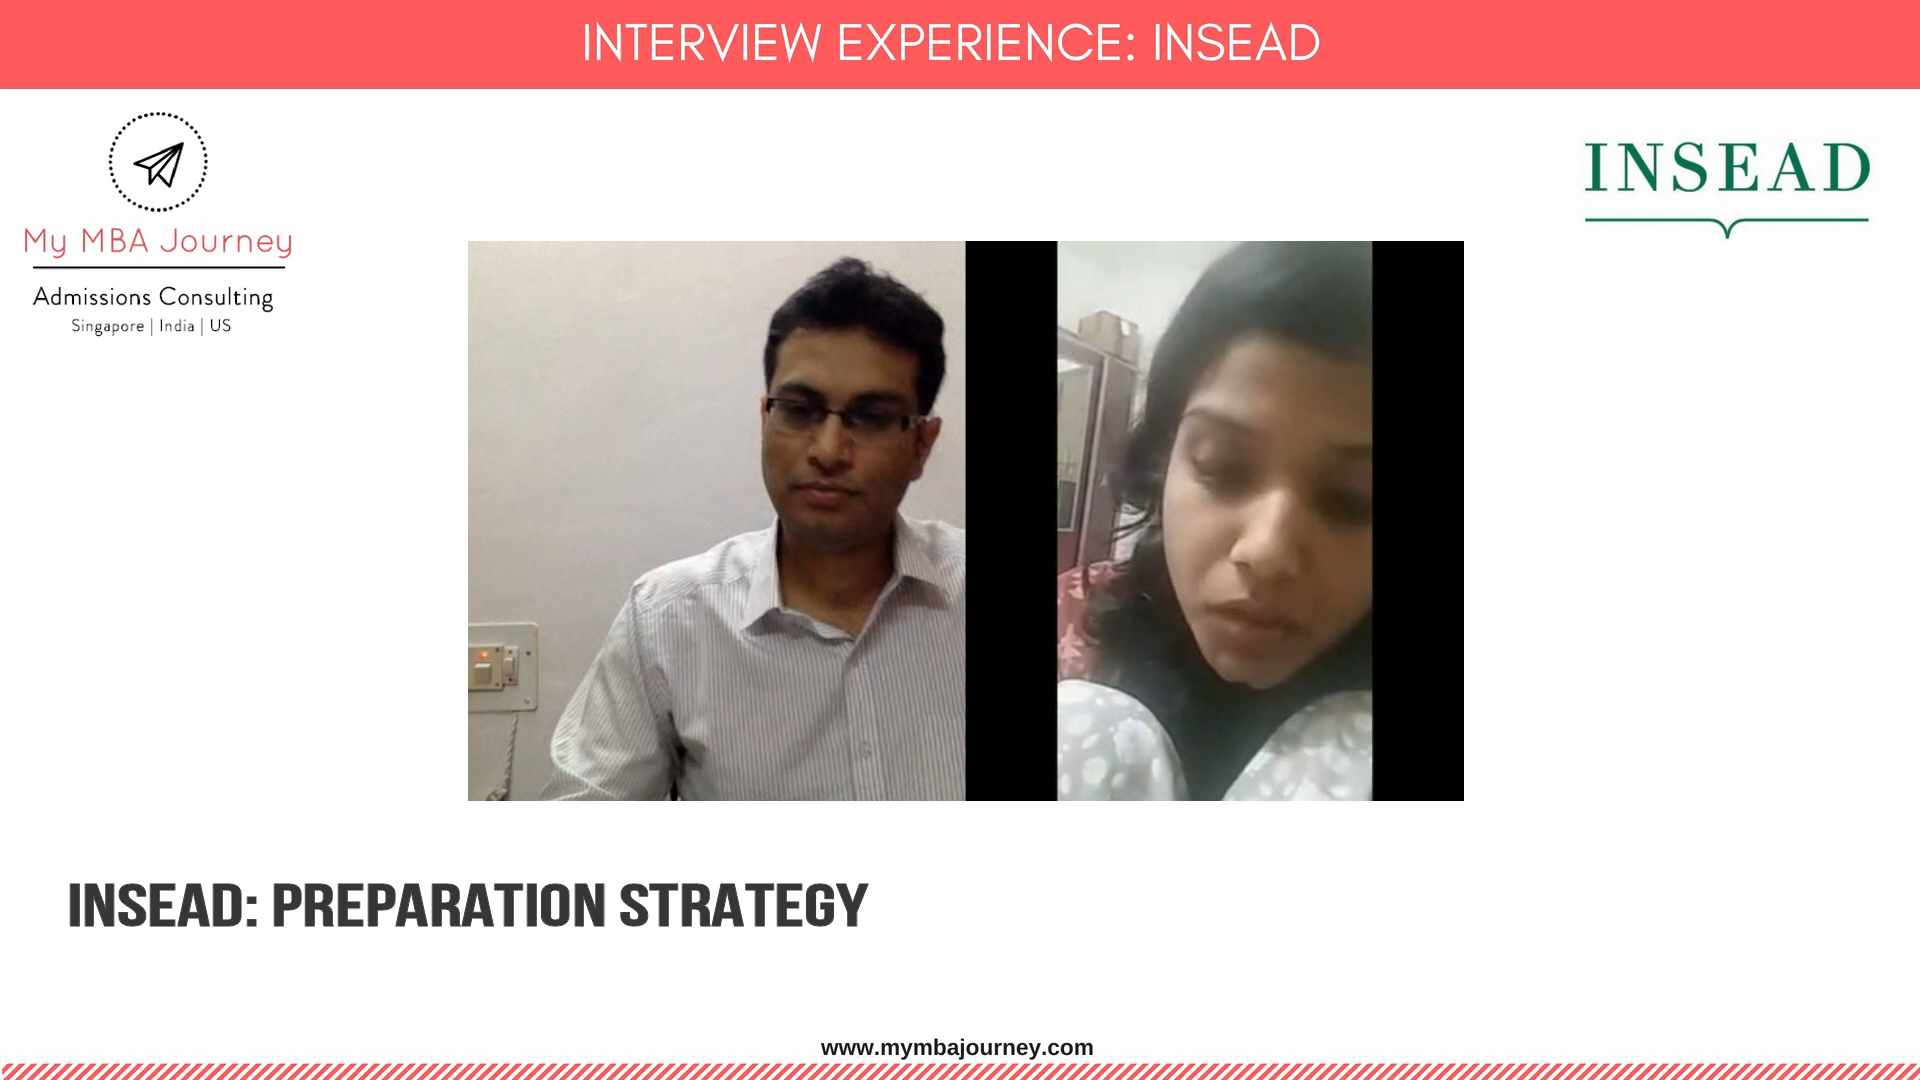 INTERVIEW EXPERIENCE: INSEAD
My MBA Journey
Admissions Consulting
Singapore | India | US
INSEAD
INSEAD: PREPARATION STRATEGY
www.mymbajourney.com